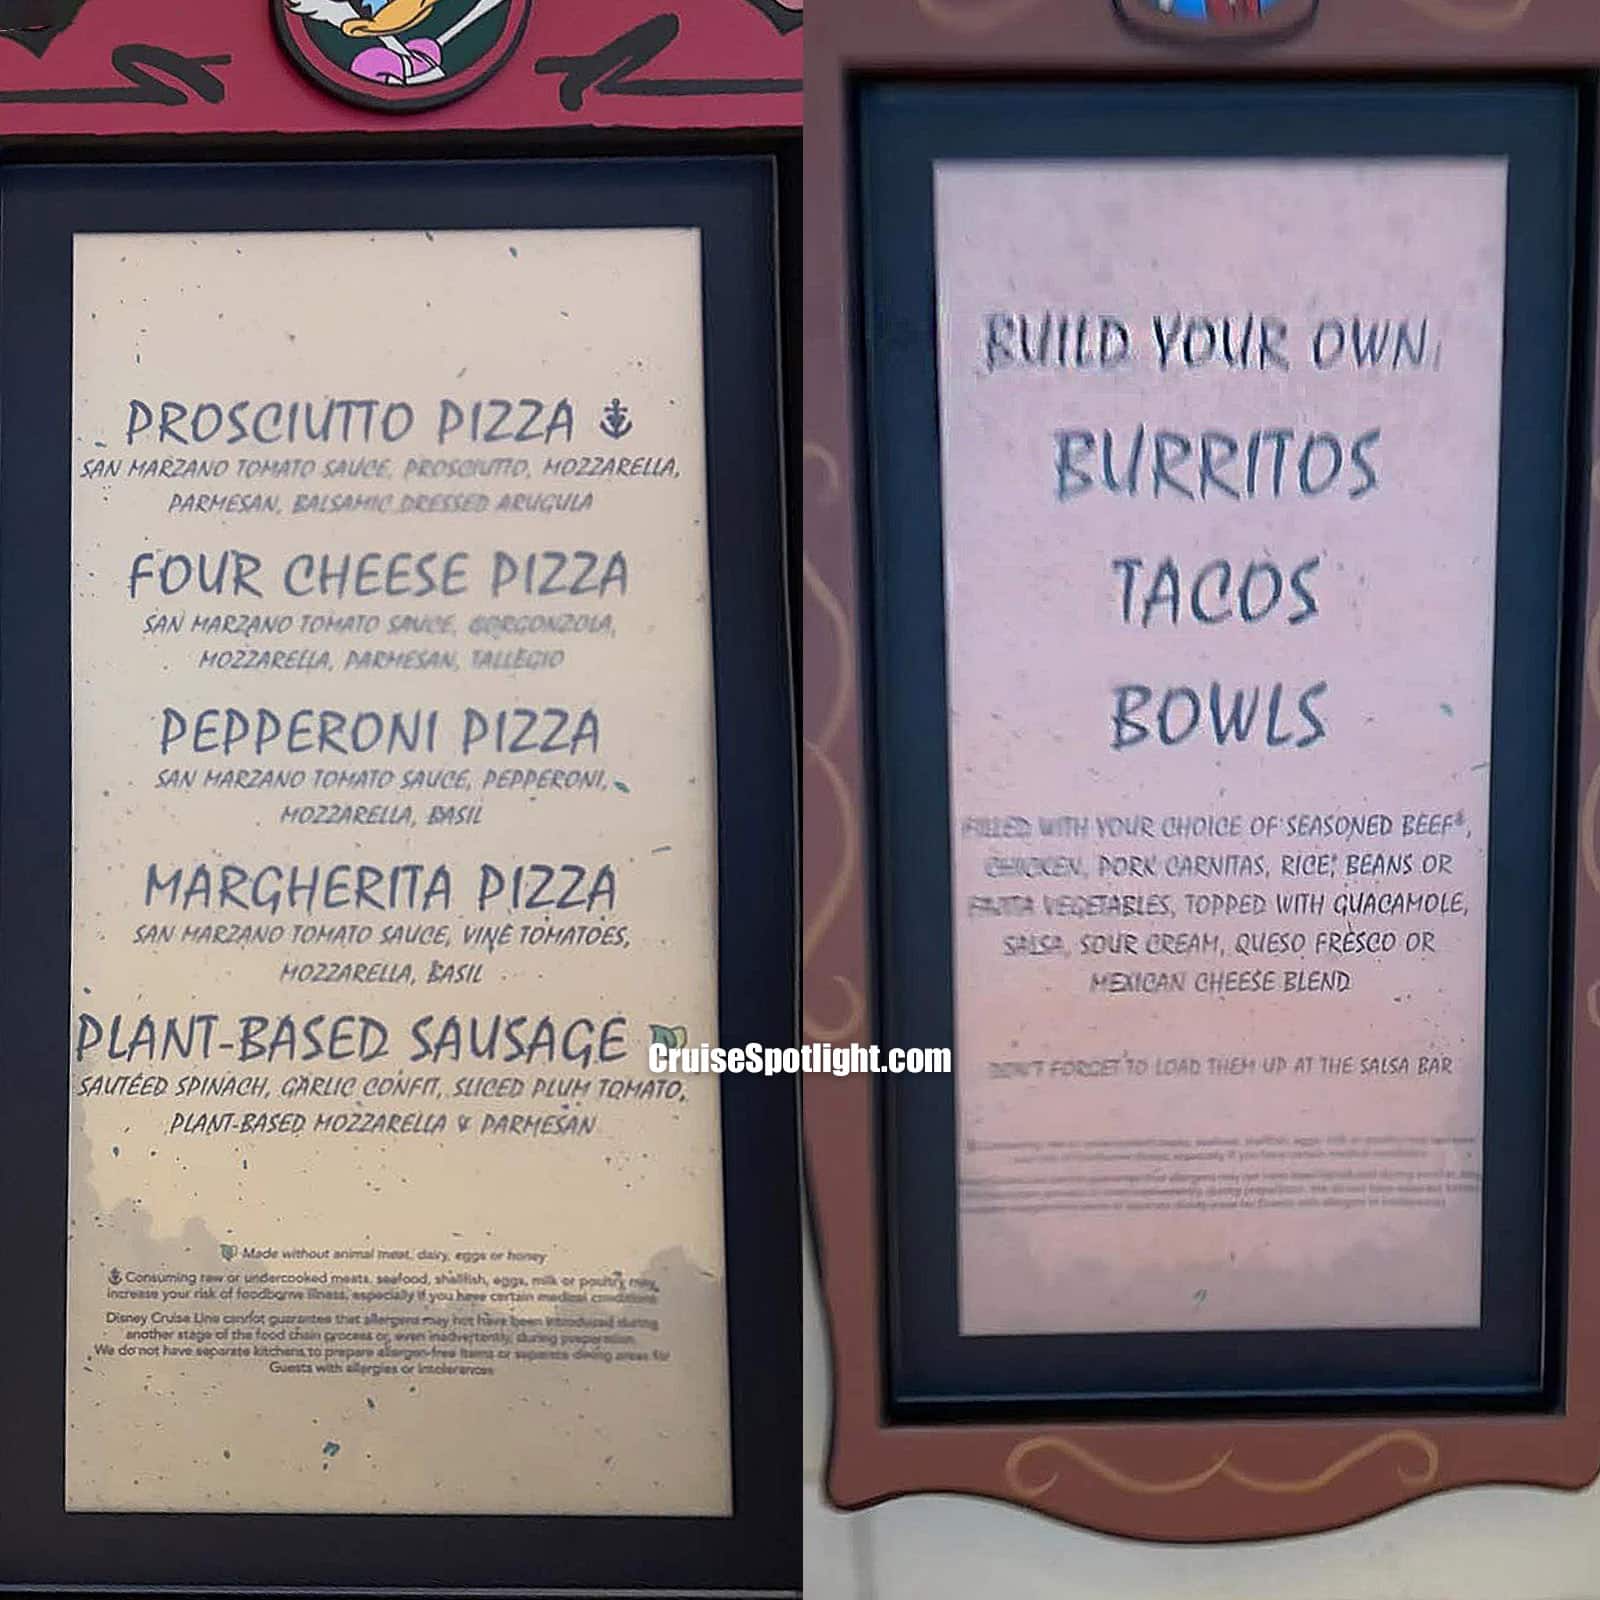 PROSCIUTTO PIZZA
SAN MARZANO TOMATO SAUCE, PROSCIUTTO, MOZZARELLA,
PARMESAN, BALSAMIC DRESSED ARUGULA
FOUR CHEESE PIZZA
SAN MARZANO TOMATO SAUCE, GORGONZOLA,
MOZZARELLA, PARMESAN, TALLEGIO
PEPPERONI PIZZA
SAN MARZANO TOMATO SAUCE, PEPPERONI,
MOZZARELLA, BASIL
MARGHERITA PIZZA
SAN MARZANO TOMATO SAUCE, VINE TOMATOES,
MOZZARELLA, BASIL
PLANT-BASED SAUSAGE
SAUTÉED SPINACH, GARLIC CONFIT, SLICED PLUM TOMATO,
PLANT-BASED MOZZARELLA & PARMESAN
Made without animal meat, dairy, eggs or honey
Consuming raw or undercooked meats, seafood, shellfish, eggs, milk or poultry may
increase your risk of foodborne illness, especially if you have certain medical conditions
Disney Cruise Line cannot guarantee that allergens may not have been introduced during
another stage of the food chain process or, even inadvertently, during preparation.
We do not have separate kitchens to prepare allergen-free items or separate dining areas for
Guests with allergies or intolerances
CruiseSpotlight.com
BUILD YOUR OWN
BURRITOS
TACOS
BOWLS
FILLED WITH YOUR CHOICE OF SEASONED BEEF*,
CHICKEN, PORK CARNITAS, RICE, BEANS OR
FAJITA VEGETABLES, TOPPED WITH GUACAMOLE,
SALSA, SOUR CREAM, QUESO FRESCO OR
MEXICAN CHEESE BLEND
DON'T FORGET TO LOAD THEM UP AT THE SALSA BAR